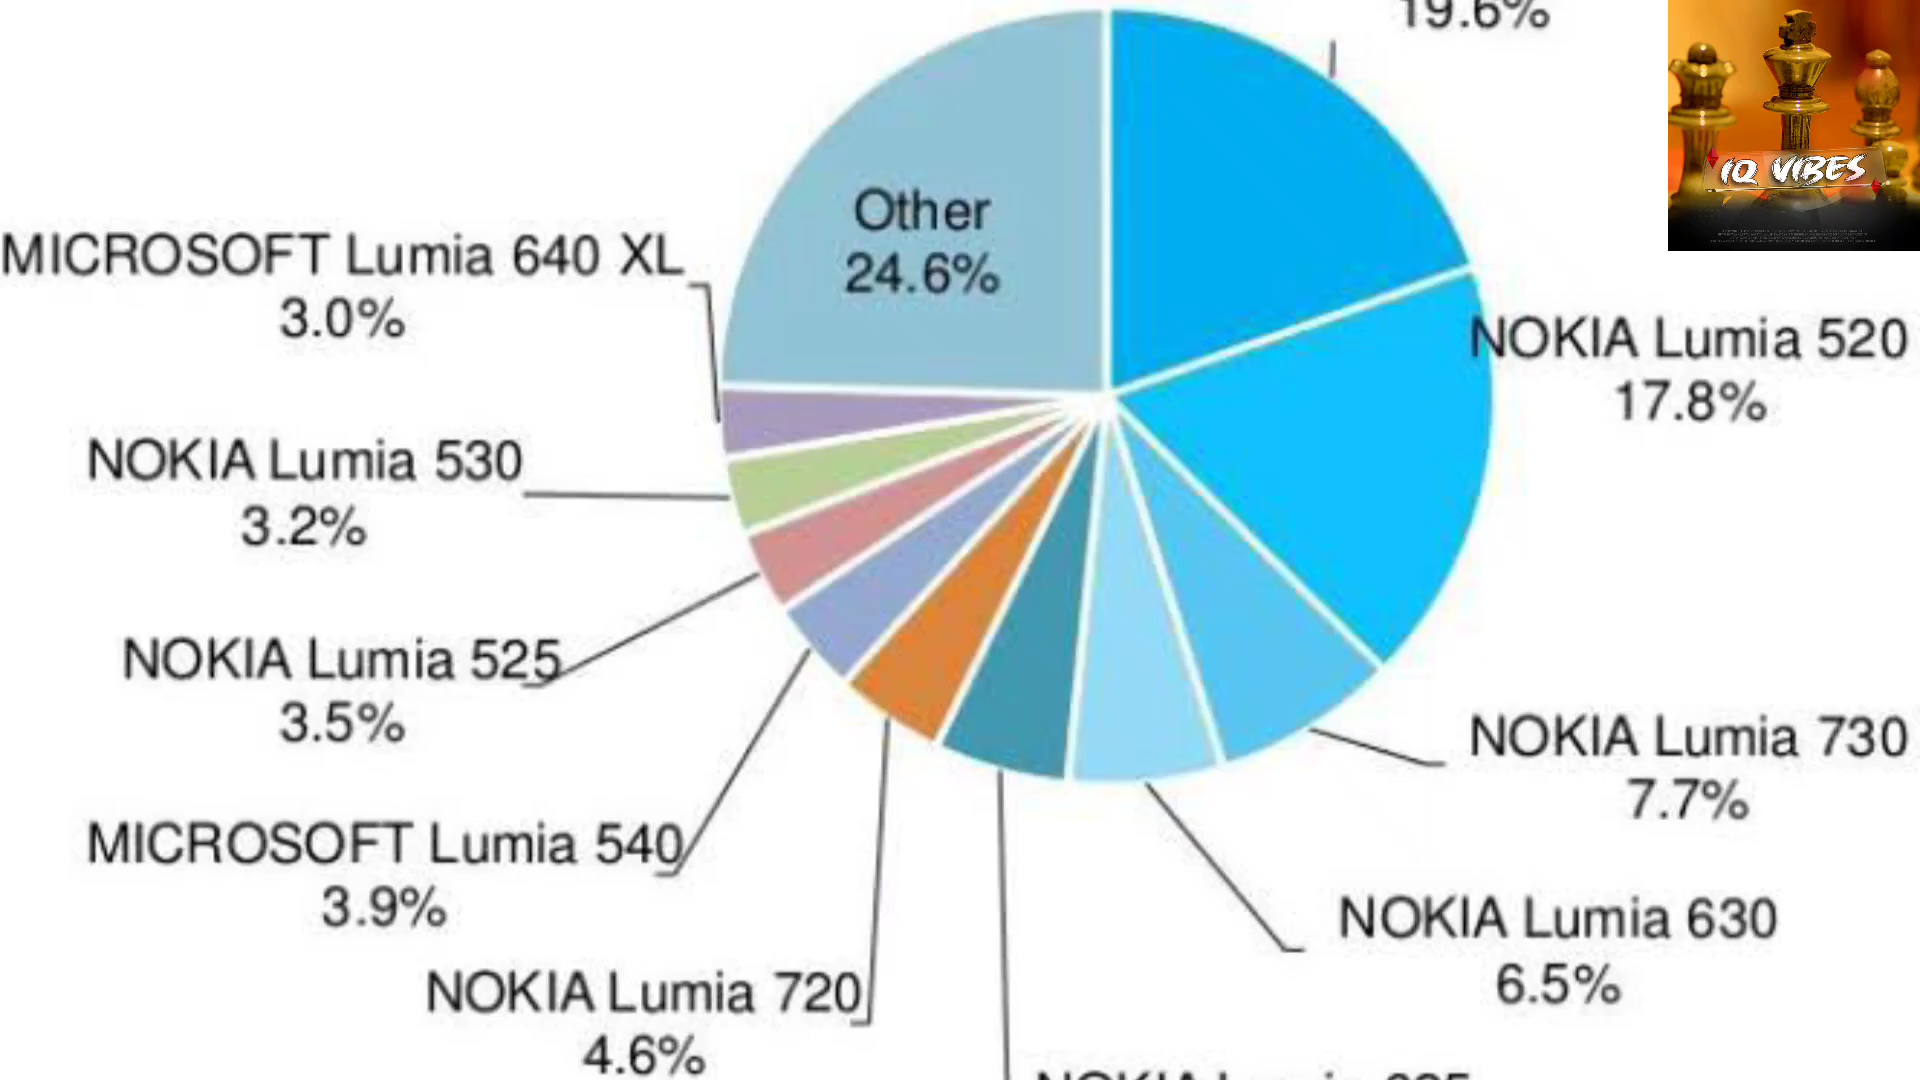 19.6%
Other
24.6%
MICROSOFT Lumia 640 XL
3.0%
NOKIA Lumia 520
17.8%
NOKIA Lumia 530
3.2%
NOKIA Lumia 525
3.5%
NOKIA Lumia 730
7.7%
MICROSOFT Lumia 540
3.9%
NOKIA Lumia 630
6.5%
NOKIA Lumia 720
4.6%
NOKIA Lumia
IQ VIBES